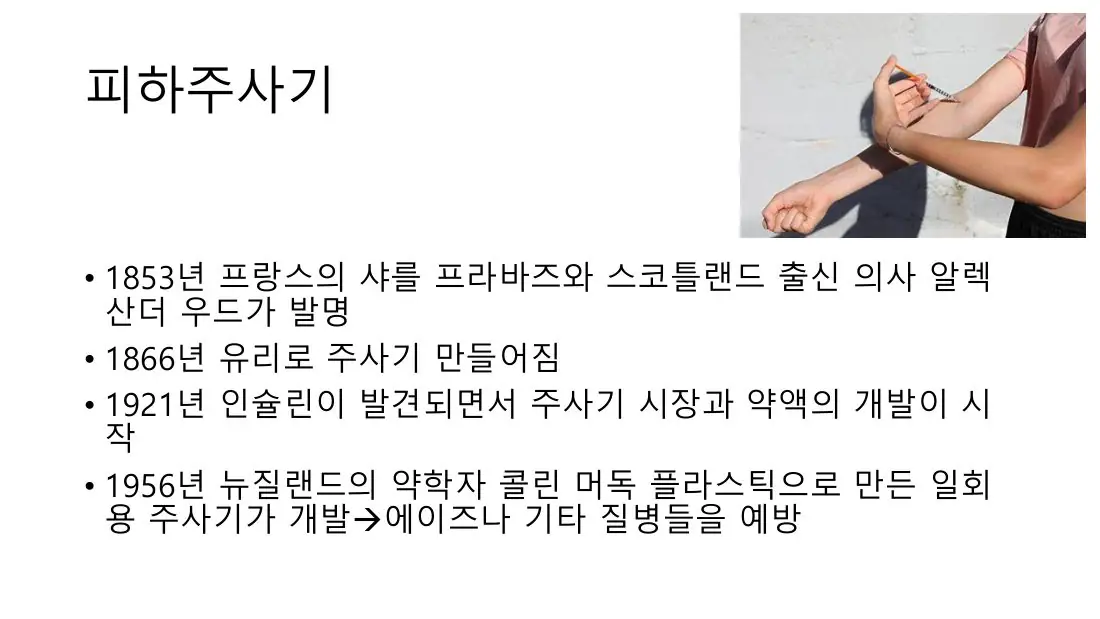 피하주사기
• 1853년 프랑스의 샤를 프라바즈와 스코틀랜드 출신 의사 알렉
산더 우드가 발명
• 1866년 유리로 주사기 만들어짐
• 1921년 인슐린이 발견되면서 주사기 시장과 약액의 개발이 시
작
• 1956년 뉴질랜드의 약학자 콜린 머독 플라스틱으로 만든 일회
용 주사기가 개발→에이즈나 기타 질병들을 예방